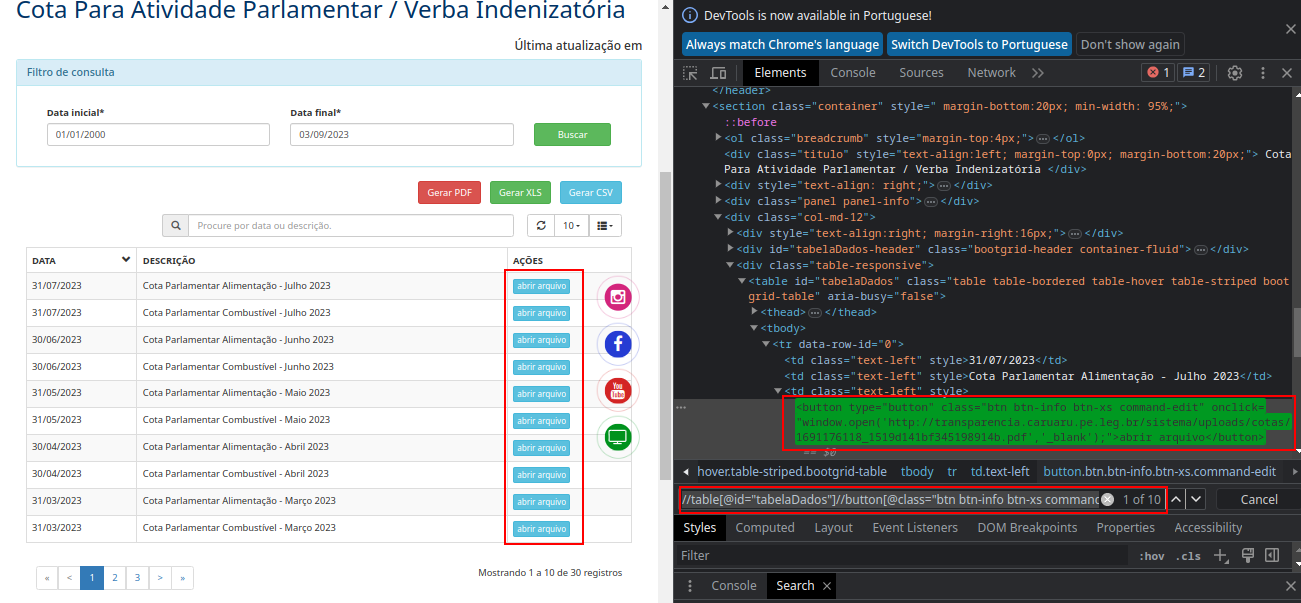 Cota Para Atividade Parlamentar / Verba Indenizatória
Última atualização em
Filtro de consulta
Data inicial*
Data final*
01/01/2000
03/09/2023
Buscar
Gerar PDF
Gerar XLS
Gerar CSV
Procure por data ou descrição.
10
DATA DESCRIÇÃO AÇÕES
31/07/2023 Cota Parlamentar Alimentação - Julho 2023 abrir arquivo
31/07/2023 Cota Parlamentar Combustível - Julho 2023 abrir arquivo
30/06/2023 Cota Parlamentar Alimentação - Junho 2023 abrir arquivo
30/06/2023 Cota Parlamentar Combustível - Junho 2023 abrir arquivo
31/05/2023 Cota Parlamentar Alimentação - Maio 2023 abrir arquivo
31/05/2023 Cota Parlamentar Combustível - Maio 2023 abrir arquivo
30/04/2023 Cota Parlamentar Alimentação - Abril 2023 abrir arquivo
30/04/2023 Cota Parlamentar Combustível - Abril 2023 abrir arquivo
31/03/2023 Cota Parlamentar Alimentação - Março 2023 abrir arquivo
31/03/2023 Cota Parlamentar Combustível - Março 2023 abrir arquivo
You
Tube
« < 1 2 3 > »
Mostrando 1 a 10 de 30 registros
DevTools is now available in Portuguese!
Always match Chrome's language
Switch DevTools to Portuguese
Don't show again
Elements Console Sources Network 1 2
</header>
<section class="container" style=" margin-bottom:20px; min-width: 95%;">
::before
<ol class="breadcrumb" style="margin-top:4px;">…</ol>
<div class="titulo" style="text-align:left; margin-top:0px; margin-bottom:20px;"> Cota
Para Atividade Parlamentar / Verba Indenizatória </div>
<div style="text-align: right;">…</div>
<div class="panel panel-info">…</div>
<div class="col-md-12">
<div style="text-align:right; margin-right:16px;">…</div>
<div id="tabelaDados-header" class="bootgrid-header container-fluid">…</div>
<div class="table-responsive">
<table id="tabelaDados" class="table table-bordered table-hover table-striped boot
grid-table" aria-busy="false">
<thead>…</thead>
<tbody>
<tr data-row-id="0">
<td class="text-left" style>31/07/2023</td>
<td class="text-left" style>Cota Parlamentar Alimentação - Julho 2023</td>
<td class="text-left" style>
<button type="button" class="btn btn-info btn-xs command-edit" onclick=
"window.open('http://transparencia.caruaru.pe.leg.br/sistema/uploads/cotas/
1691176118_1519d141bf345198914b.pdf','_blank');">abrir arquivo</button>
== $0
hover.table-striped.bootgrid-table tbody tr td.text-left button.btn.btn-info.btn-xs.command-edit
//table[@id="tabelaDados"]//button[@class="btn btn-info btn-xs command 1 of 10 Cancel
Styles Computed Layout Event Listeners DOM Breakpoints Properties Accessibility
Filter :hov .cls
Console Search